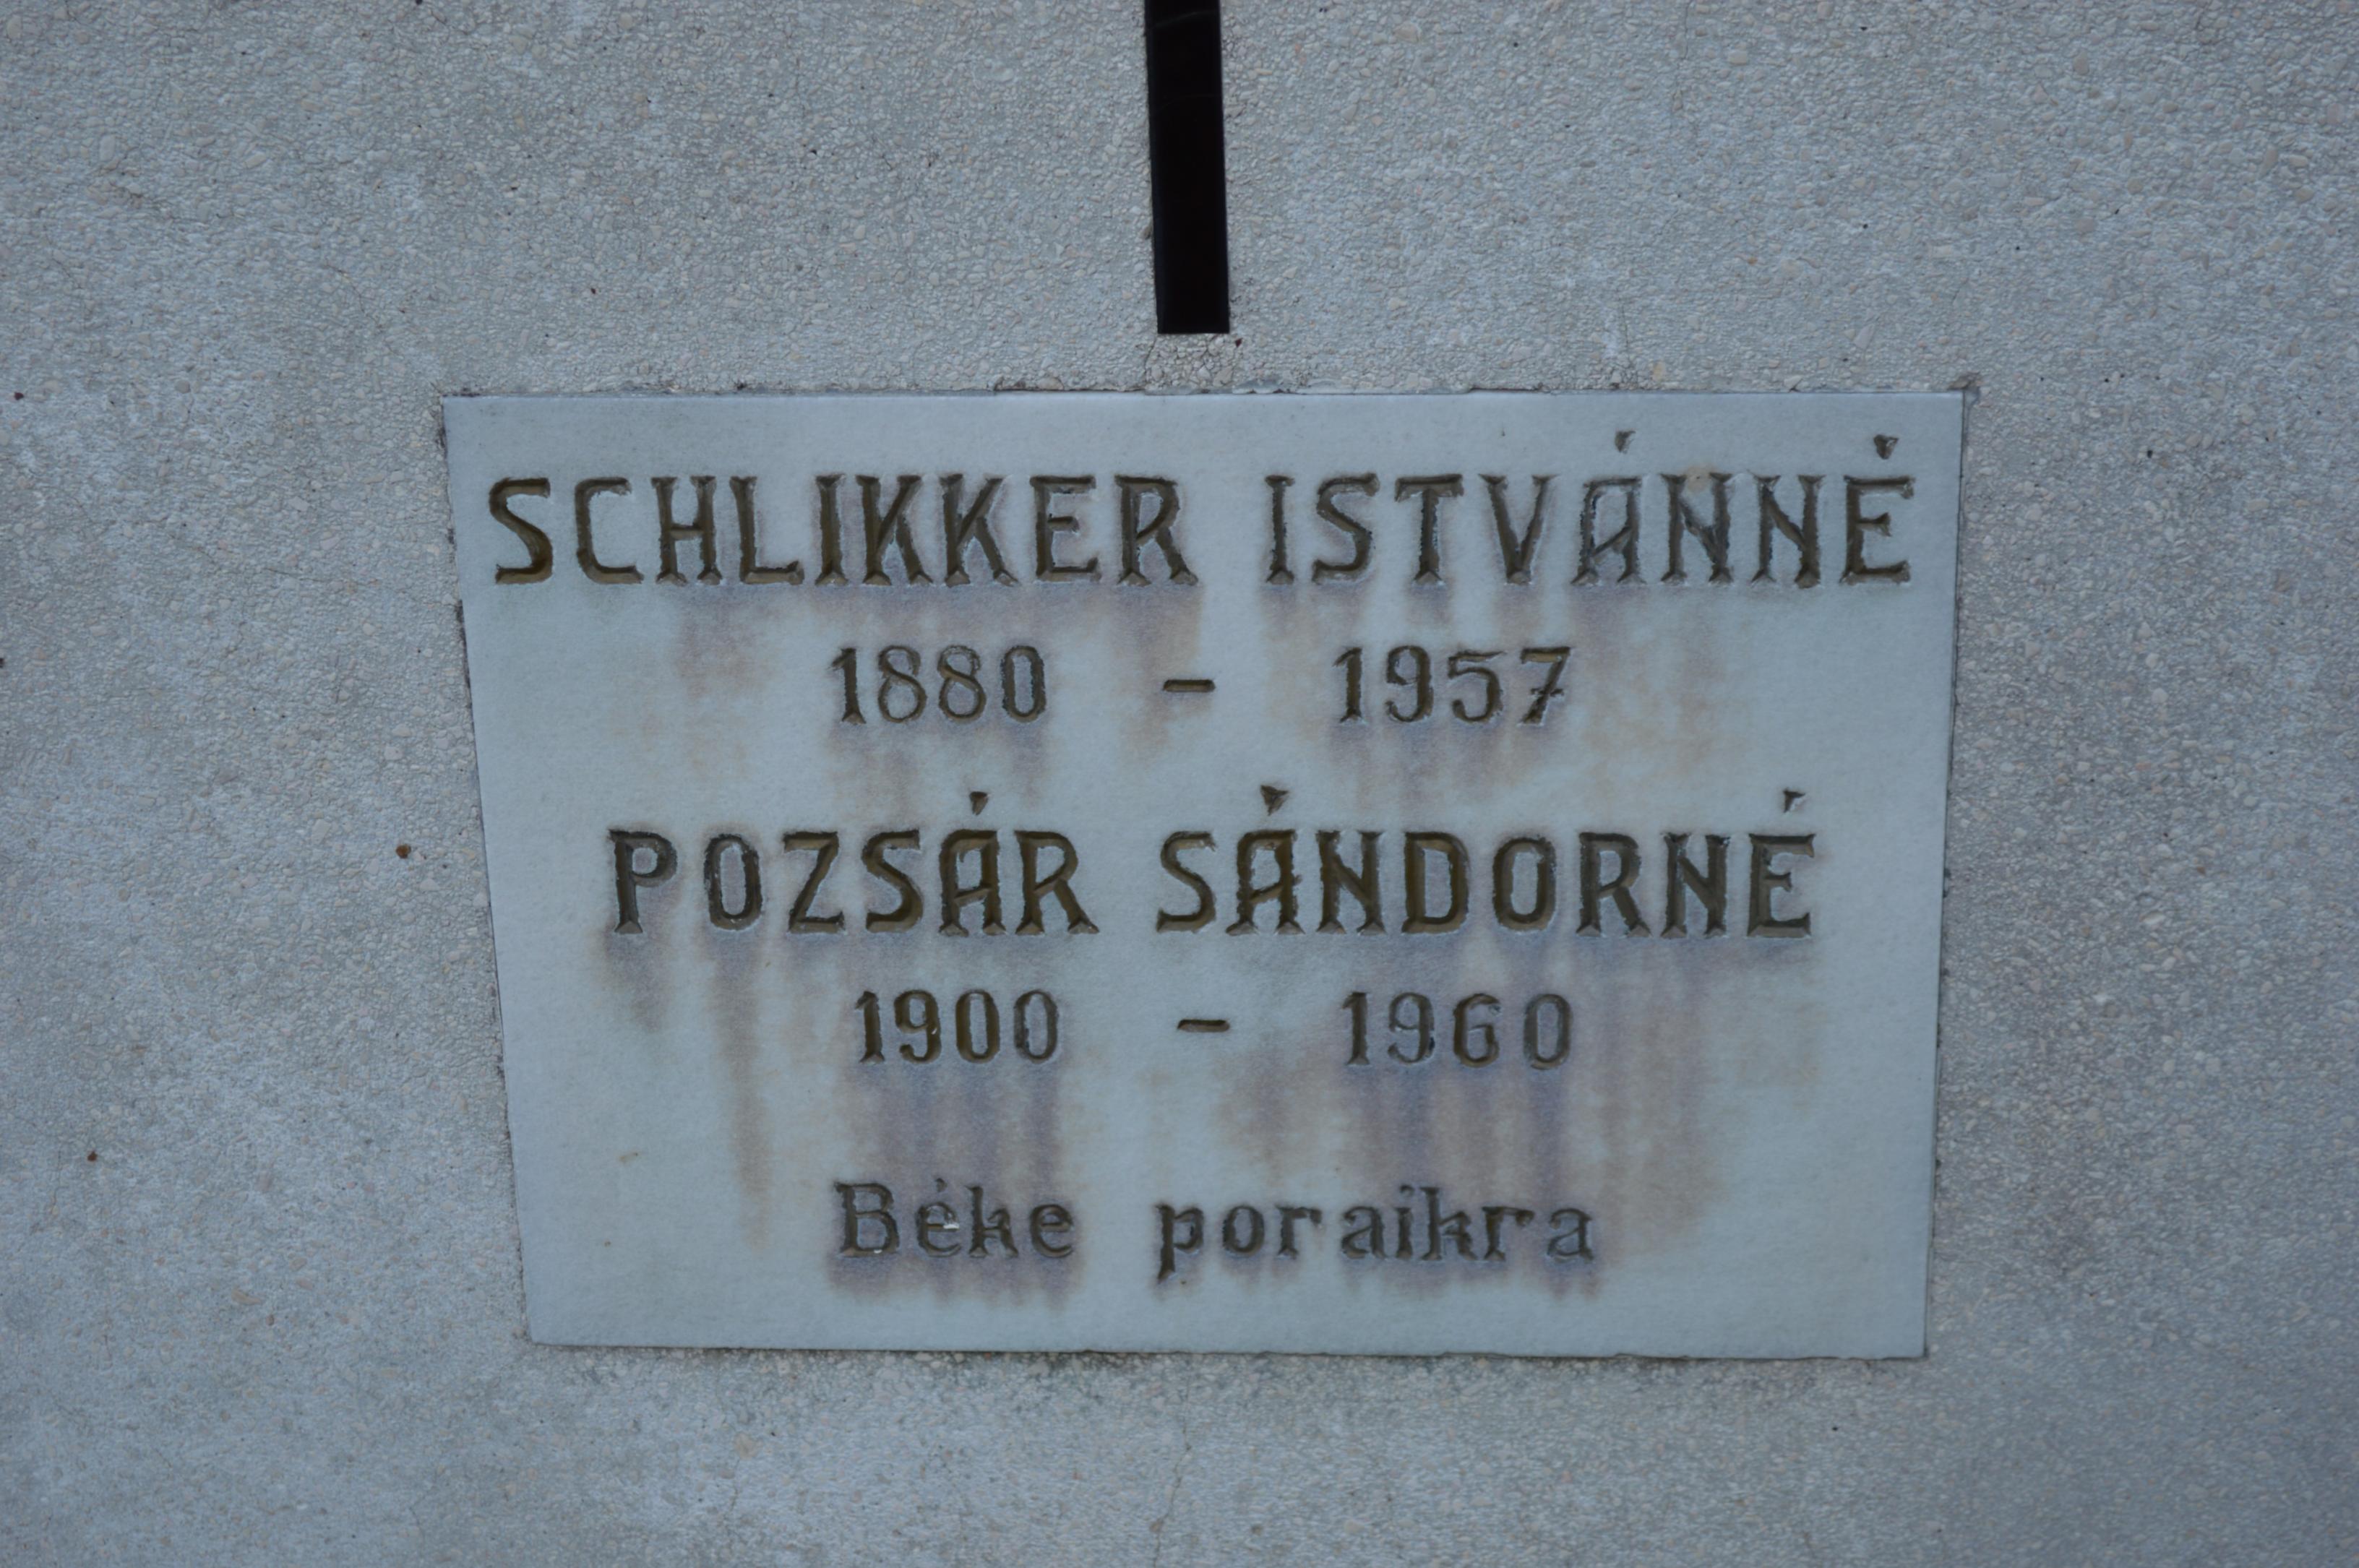 SCHLIKKER ISTVÁNNÉ
1880 - 1957
POZSÁR SÁNDORNÉ
1900 - 1960
Béke poraikra